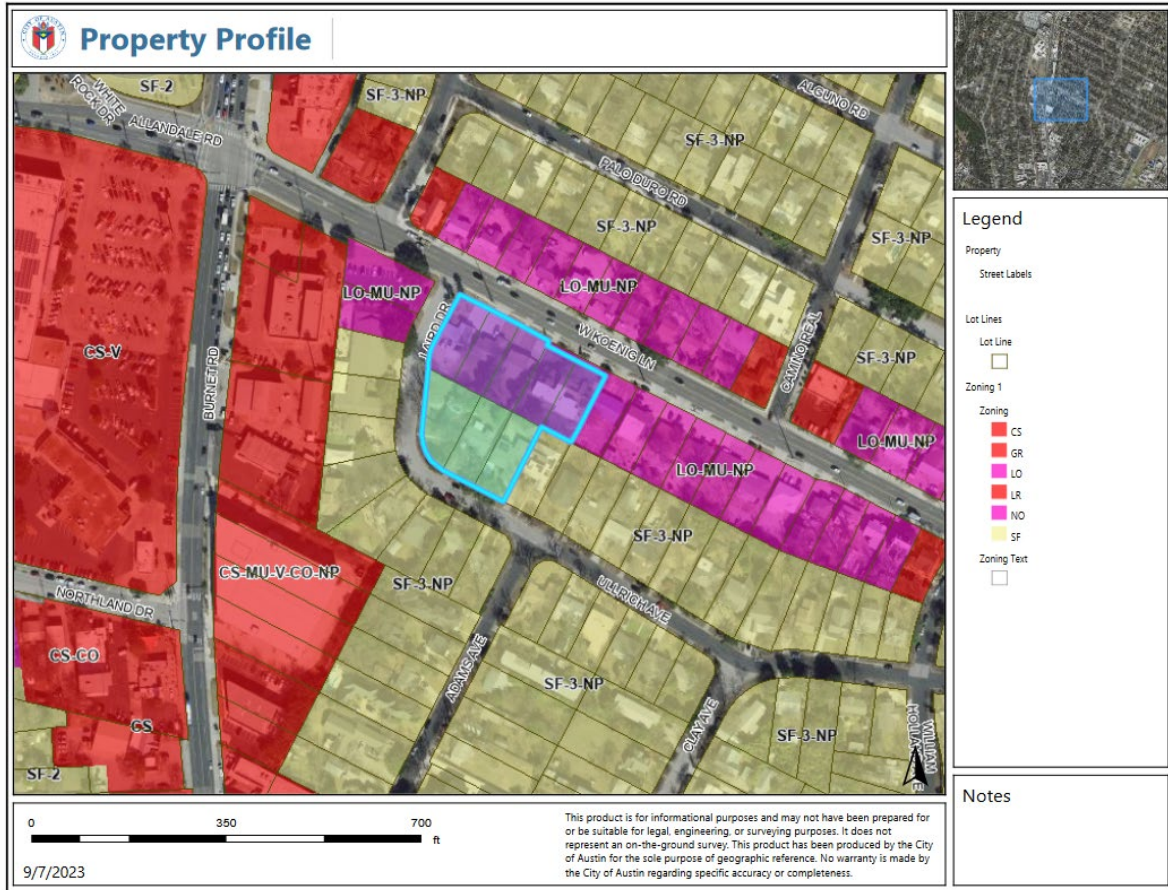 CITY OF AUSTIN
Property Profile
SF-2
WHITE
ROCK DR
ALLANDALE RD
SF-3-NP
ALGUNO RD
SF-3-NP
PALO DURO RD
SF-3-NP
SF-3-NP
LO-MU-NP
LO-MU-NP
LAIRD DR
W KOENIG LN
CAMINO REAL
SF-3-NP
CS-V
BURNET RD
LO-MU-NP
LO-MU-NP
SF-3-NP
CS-MU-V-CO-NP
SF-3-NP
NORTHLAND DR
ULLRICH AVE
CS-CO
ADAMS AVE
SF-3-NP
CLAY AVE
SF-3-NP
WILLIAM
CS
SF-2
Legend
Property
Street Labels
Lot Lines
Lot Line
Zoning 1
Zoning
CS
GR
LO
LR
NO
SF
Zoning Text
Notes
0 350 700
ft
9/7/2023
This product is for informational purposes and may not have been prepared for
or be suitable for legal, engineering, or surveying purposes. It does not
represent an on-the-ground survey. This product has been produced by the City
of Austin for the sole purpose of geographic reference. No warranty is made by
the City of Austin regarding specific accuracy or completeness.